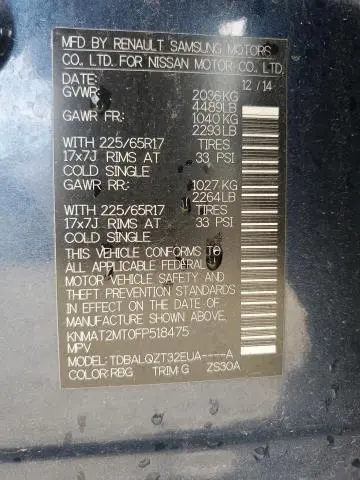 MFD BY RENAULT SAMSUNG MOTORS
CO. LTD. FOR NISSAN MOTOR CO., LTD.
DATE: 12 / 14
GVWR: 2036KG
4489LB
GAWR FR: 1040 KG
2293LB
WITH 225/65R17 TIRES
17x7J RIMS AT 33 PSI
COLD SINGLE
GAWR RR: 1027 KG
2264LB
WITH 225/65R17 TIRES
17x7J RIMS AT 33 PSI
COLD SINGLE
THIS VEHICLE CONFORMS TO
ALL APPLICABLE FEDERAL
MOTOR VEHICLE SAFETY AND
THEFT PREVENTION STANDARDS
IN EFFECT ON THE DATE OF
MANUFACTURE SHOWN ABOVE.
KNMAT2MT0FP518475
MPV
MODEL: TDBALQZT32EUA----A
COLOR: RBG TRIM: G ZS30A